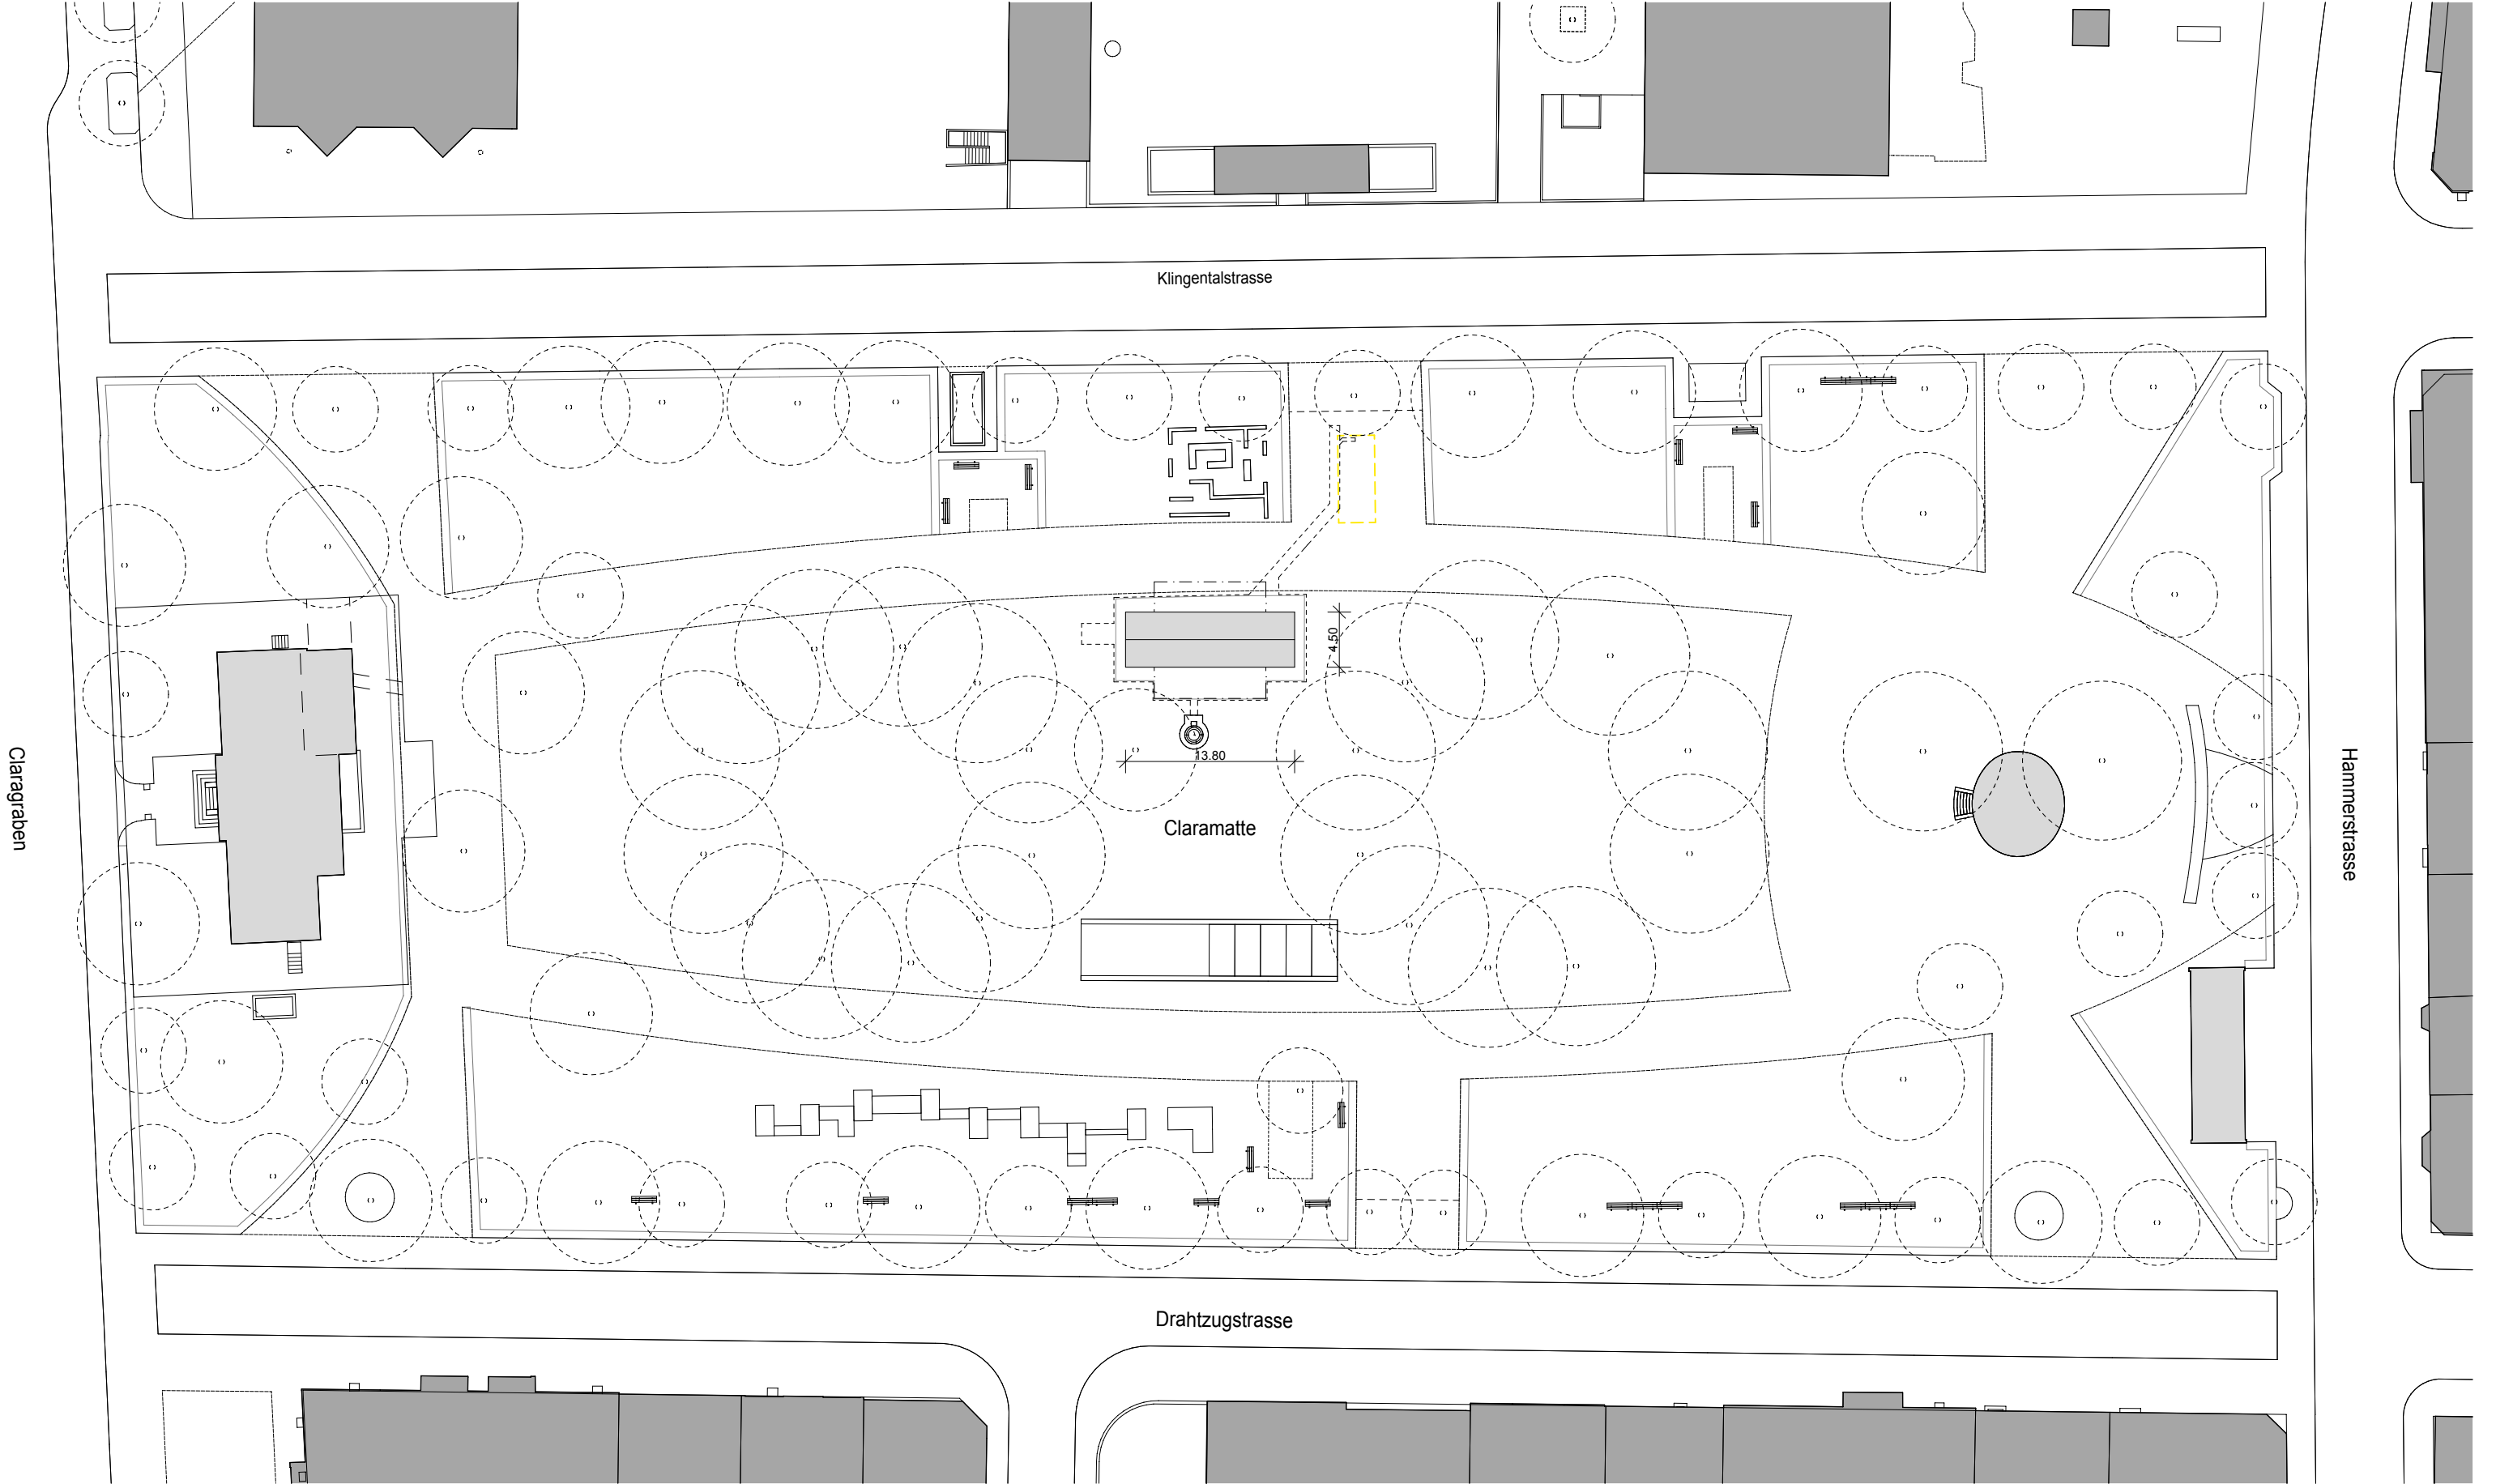 Klingentalstrasse
4.50
13.80
Claramatte
Claragraben
Hammerstrasse
Drahtzugstrasse